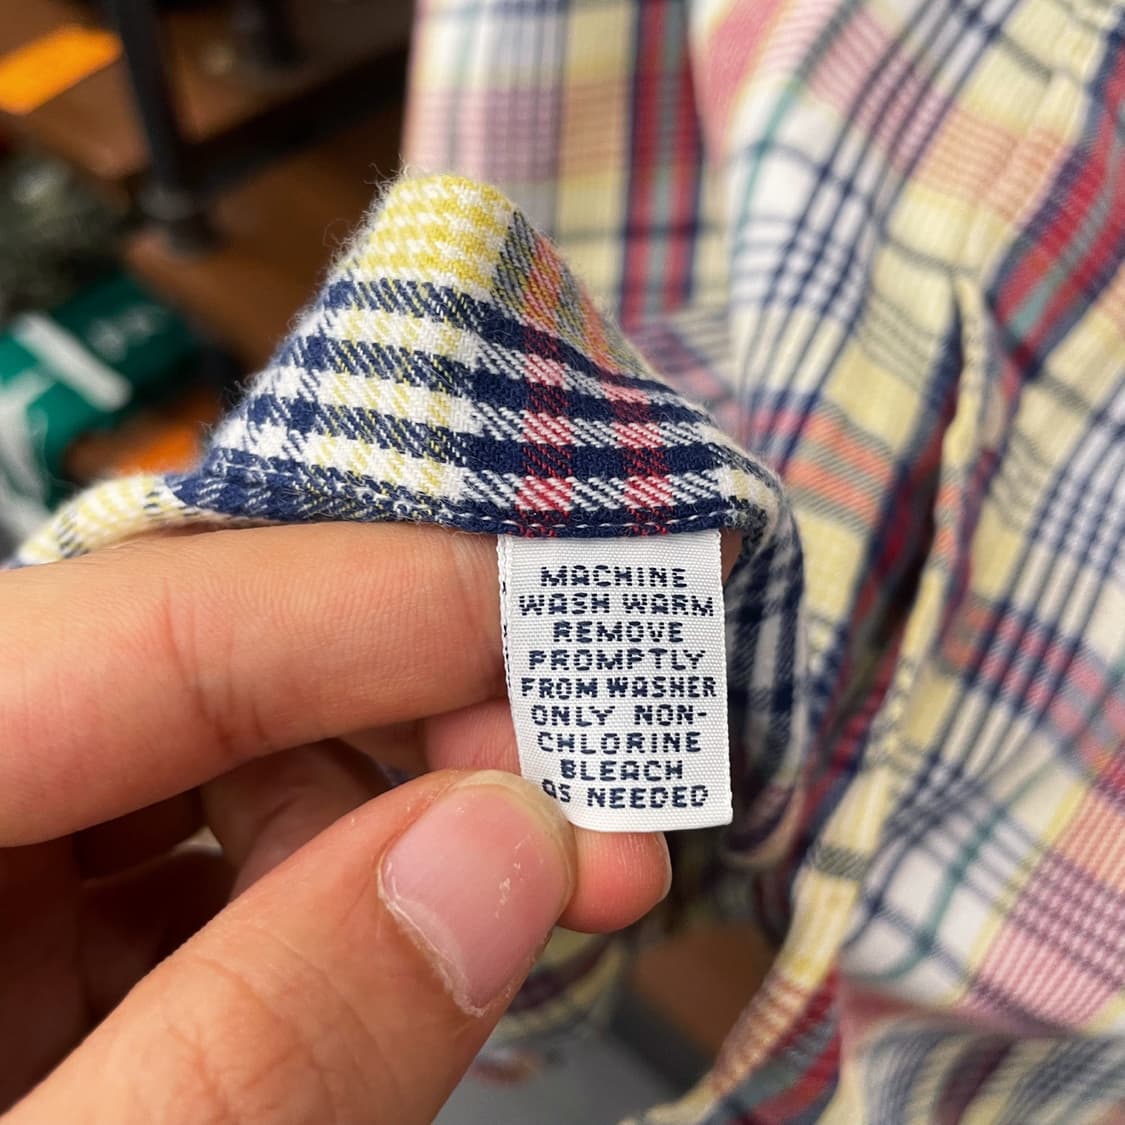 MACHINE
WASH WARM
REMOVE
PROMPTLY
FROM WASHER
ONLY NON-
CHLORINE
BLEACH
AS NEEDED